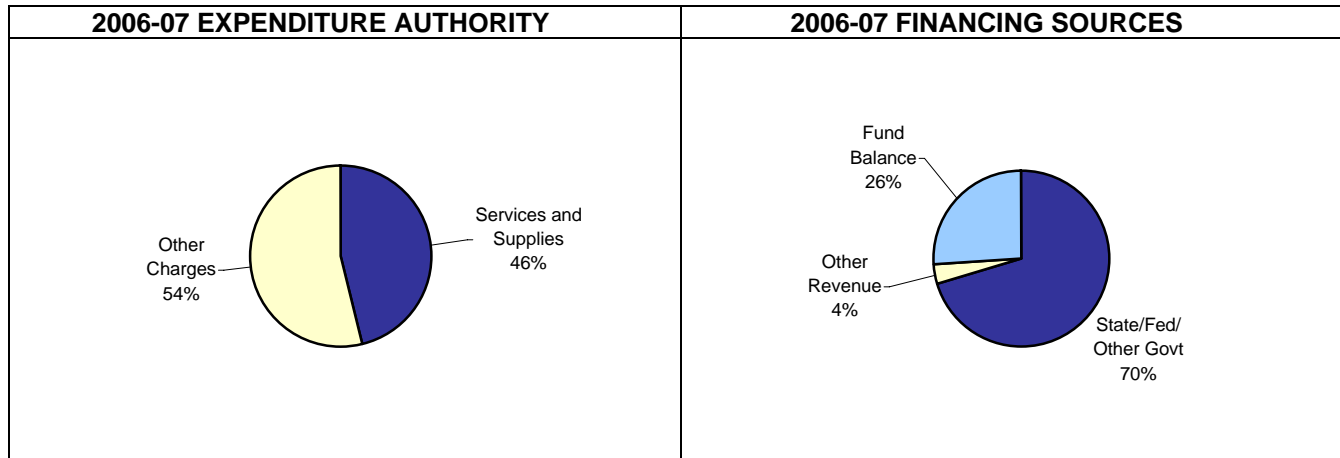 2006-07 EXPENDITURE AUTHORITY
Other
Charges
54%
Services and
Supplies
46%
2006-07 FINANCING SOURCES
Fund
Balance
26%
Other
Revenue
4%
State/Fed/
Other Govt
70%